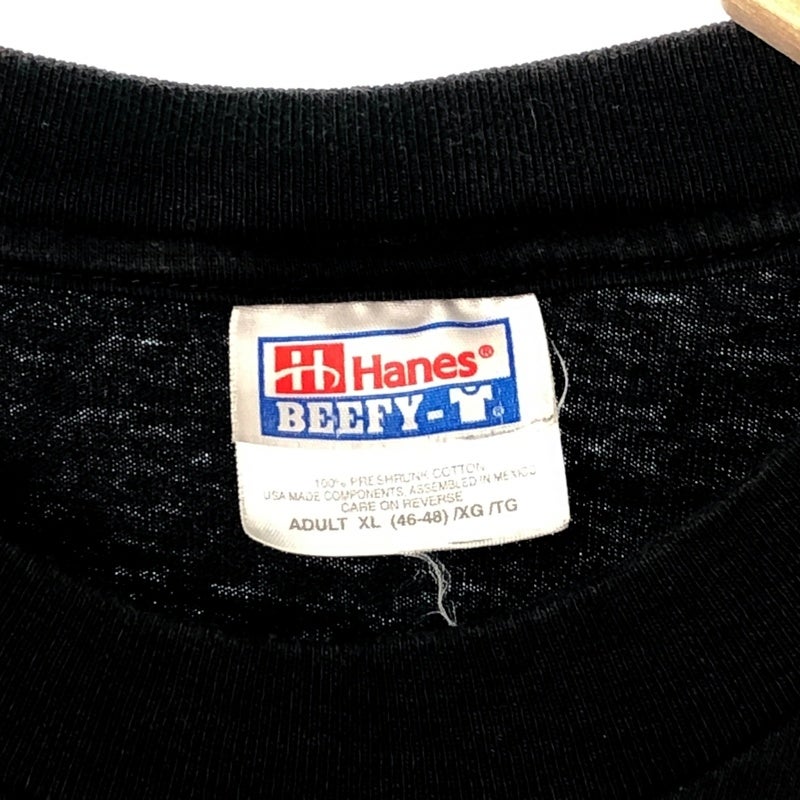 Hanes®
BEEFY-T®
100% PRESHRUNK COTTON
USA MADE COMPONENTS, ASSEMBLED IN MEXICO
CARE ON REVERSE
ADULT XL (46-48) /XG /TG